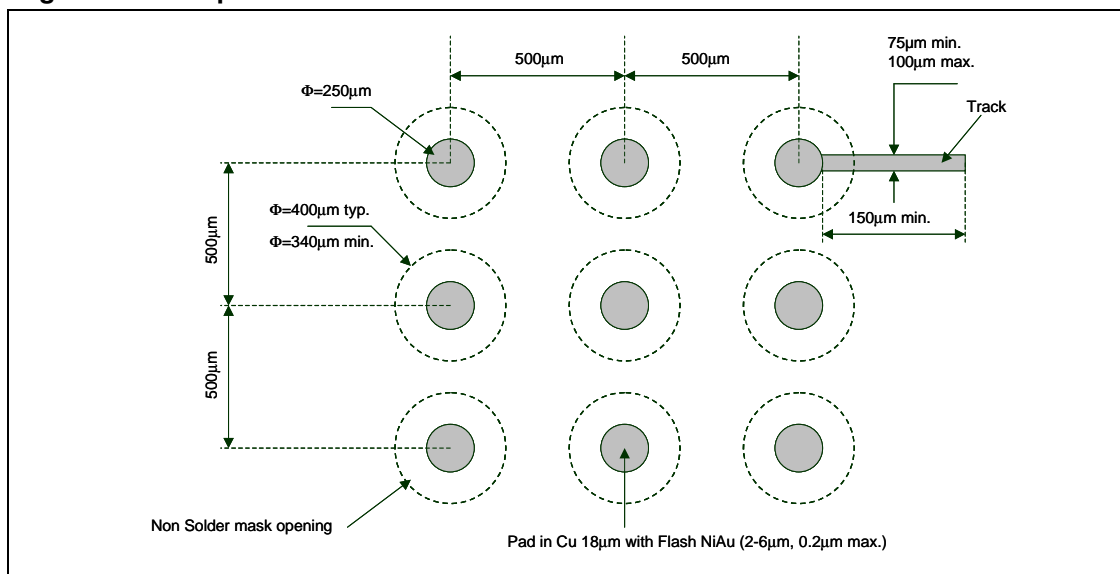 500µm
500µm
75µm min.
100µm max.
Φ=250µm
Track
Φ=400µm typ.
Φ=340µm min.
150µm min.
500µm
500µm
Non Solder mask opening
Pad in Cu 18µm with Flash NiAu (2-6µm, 0.2µm max.)